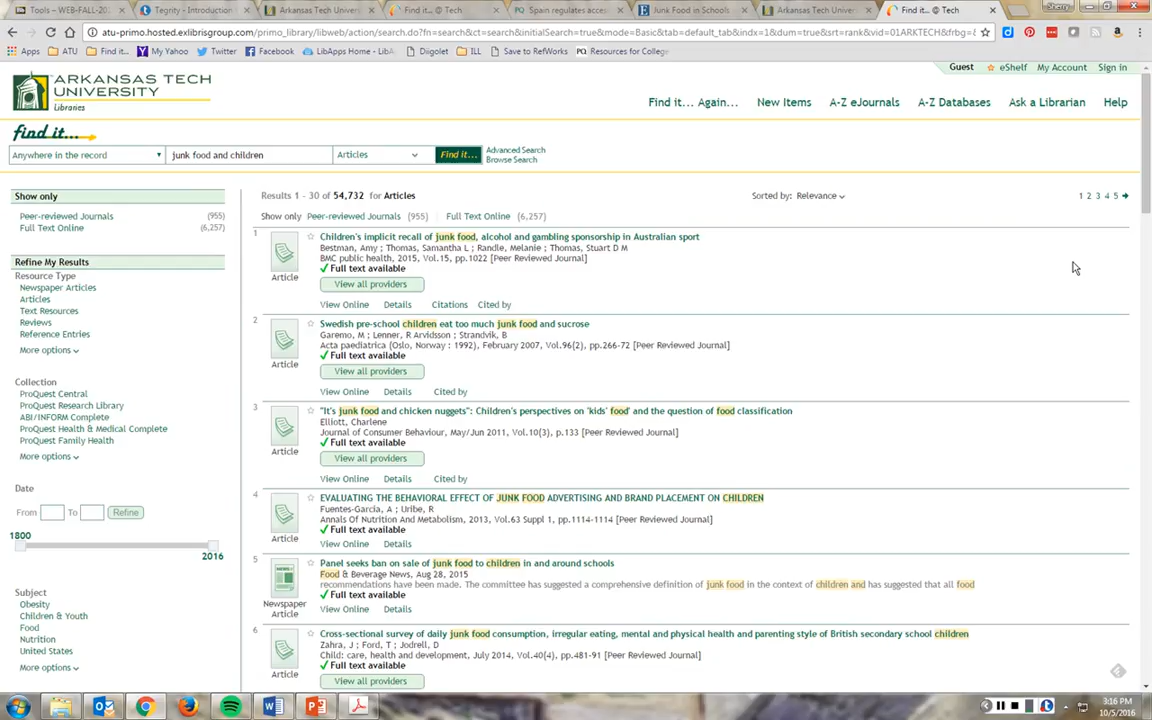 Tools – WEB-FALL-201
Tegrity - Introduction
Arkansas Tech Univers
Find it... @ Tech
Spain regulates acces
Junk Food in Schools
Arkansas Tech Univers
Find it... @ Tech
Sherry
atu-primo.hosted.exlibrisgroup.com/primo_library/libweb/action/search.do?fn=search&ct=search&initialSearch=true&mode=Basic&tab=default_tab&indx=1&dum=true&srt=rank&vid=01ARKTECH&frbg=&
Apps ATU Find it... My Yahoo Twitter Facebook LibApps Home - LibA Diigolet ILL Save to RefWorks Resources for Colleg
Guest eShelf My Account Sign in
ARKANSAS TECH
UNIVERSITY
Libraries
Find it... Again... New Items A-Z eJournals A-Z Databases Ask a Librarian Help
find it...
Anywhere in the record junk food and children Articles Find it... Advanced Search
Browse Search
Show only
Peer-reviewed Journals (955)
Full Text Online (6,257)
Refine My Results
Resource Type
Newspaper Articles
Articles
Text Resources
Reviews
Reference Entries
More options
Collection
ProQuest Central
ProQuest Research Library
ABI/INFORM Complete
ProQuest Health & Medical Complete
ProQuest Family Health
More options
Date
From To Refine
1800
2016
Subject
Obesity
Children & Youth
Food
Nutrition
United States
More options
Results 1 - 30 of 54,732 for Articles
Sorted by: Relevance
1 2 3 4 5
Show only Peer-reviewed Journals (955) Full Text Online (6,257)
1
Article
Children's implicit recall of junk food, alcohol and gambling sponsorship in Australian sport
Bestman, Amy ; Thomas, Samantha L ; Randle, Melanie ; Thomas, Stuart D M
BMC public health, 2015, Vol.15, pp.1022 [Peer Reviewed Journal]
Full text available
View all providers
View Online Details Citations Cited by
2
Article
Swedish pre-school children eat too much junk food and sucrose
Garemo, M ; Lenner, R Arvidsson ; Strandvik, B
Acta paediatrica (Oslo, Norway : 1992), February 2007, Vol.96(2), pp.266-72 [Peer Reviewed Journal]
Full text available
View all providers
View Online Details Cited by
3
Article
"It's junk food and chicken nuggets": Children's perspectives on 'kids' food' and the question of food classification
Elliott, Charlene
Journal of Consumer Behaviour, May/Jun 2011, Vol.10(3), p.133 [Peer Reviewed Journal]
Full text available
View all providers
View Online Details Cited by
4
Article
EVALUATING THE BEHAVIORAL EFFECT OF JUNK FOOD ADVERTISING AND BRAND PLACEMENT ON CHILDREN
Fuentes-Garcia, A ; Uribe, R
Annals Of Nutrition And Metabolism, 2013, Vol.63 Suppl 1, pp.1114-1114 [Peer Reviewed Journal]
Full text available
View Online Details
5
Newspaper
Article
Panel seeks ban on sale of junk food to children in and around schools
Food & Beverage News, Aug 28, 2015
recommendations have been made. The committee has suggested a comprehensive definition of junk food in the context of children and has suggested that all food
Full text available
View Online Details
6
Article
Cross-sectional survey of daily junk food consumption, irregular eating, mental and physical health and parenting style of British secondary school children
Zahra, J ; Ford, T ; Jodrell, D
Child: care, health and development, July 2014, Vol.40(4), pp.481-91 [Peer Reviewed Journal]
Full text available
View all providers
3:16 PM
10/5/2016